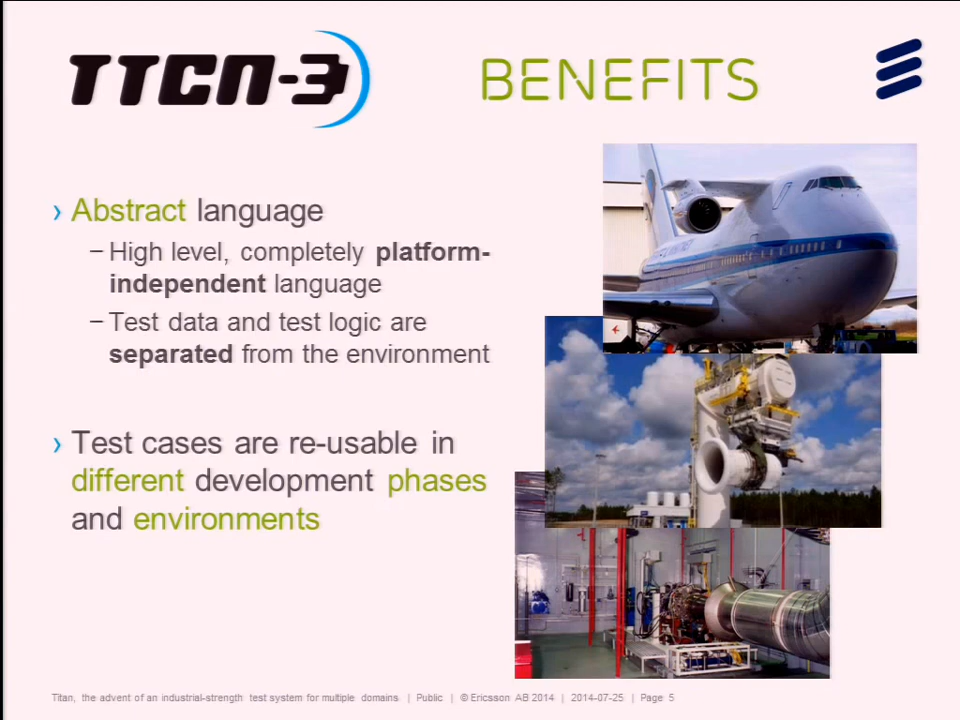 TTCN-3
BENEFITS
› Abstract language
– High level, completely platform-
independent language
– Test data and test logic are
separated from the environment
› Test cases are re-usable in
different development phases
and environments
Titan, the advent of an industrial-strength test system for multiple domains | Public | © Ericsson AB 2014 | 2014-07-25 | Page 5